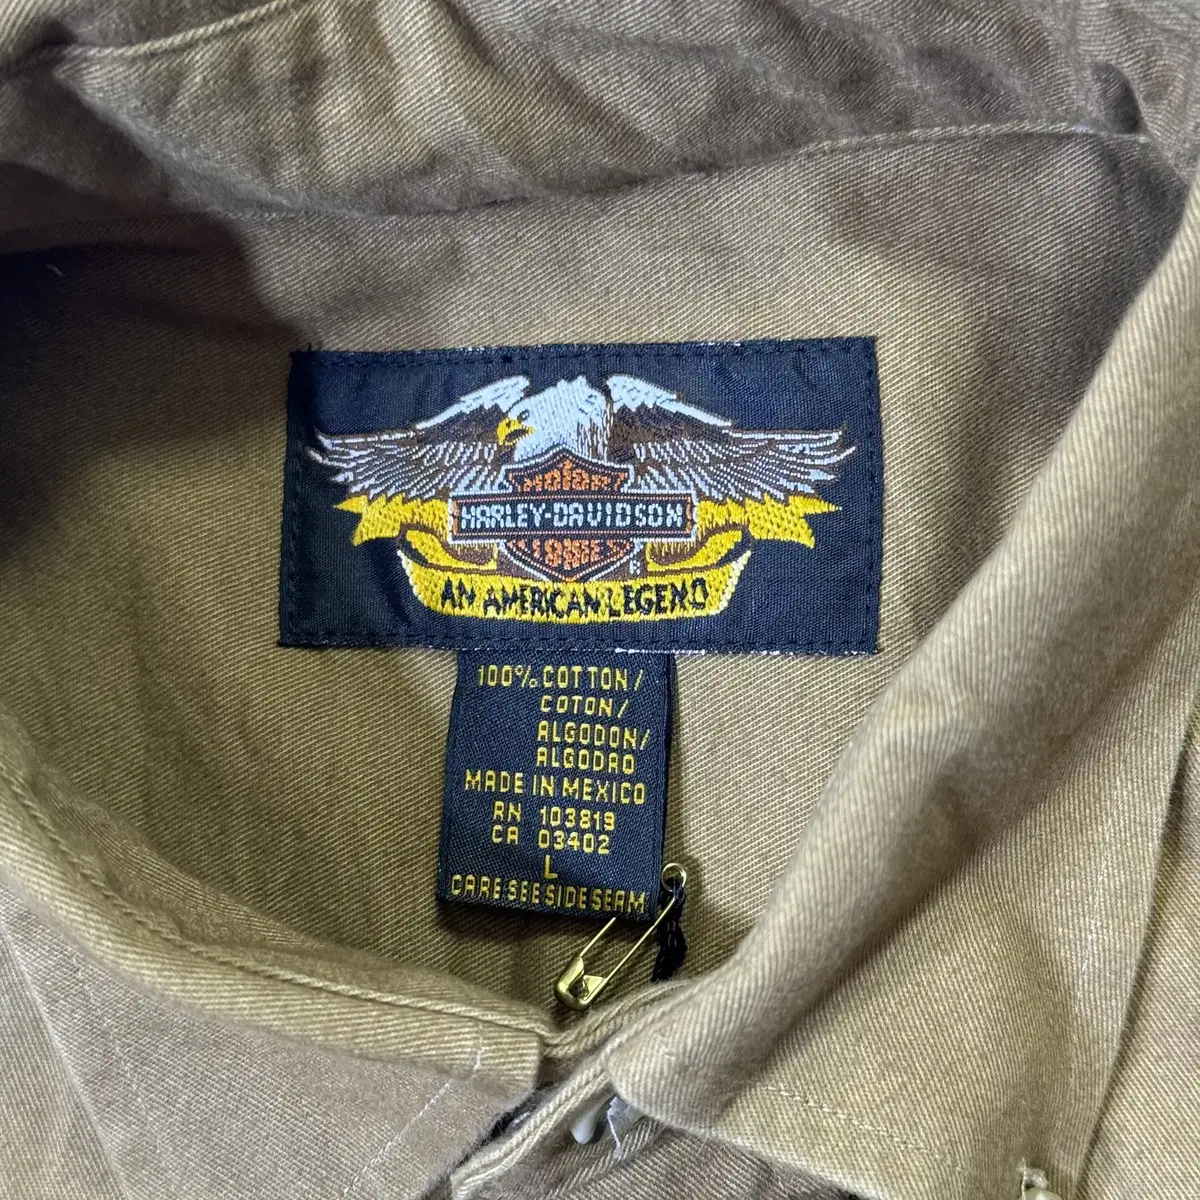 MOTOR
HARLEY-DAVIDSON
®
AN AMERICAN LEGEND
100% COTTON/
COTON/
ALGODON/
ALGODAO
MADE IN MEXICO
RN 103819
CA 03402
L
CARE SEE SIDE SEAM